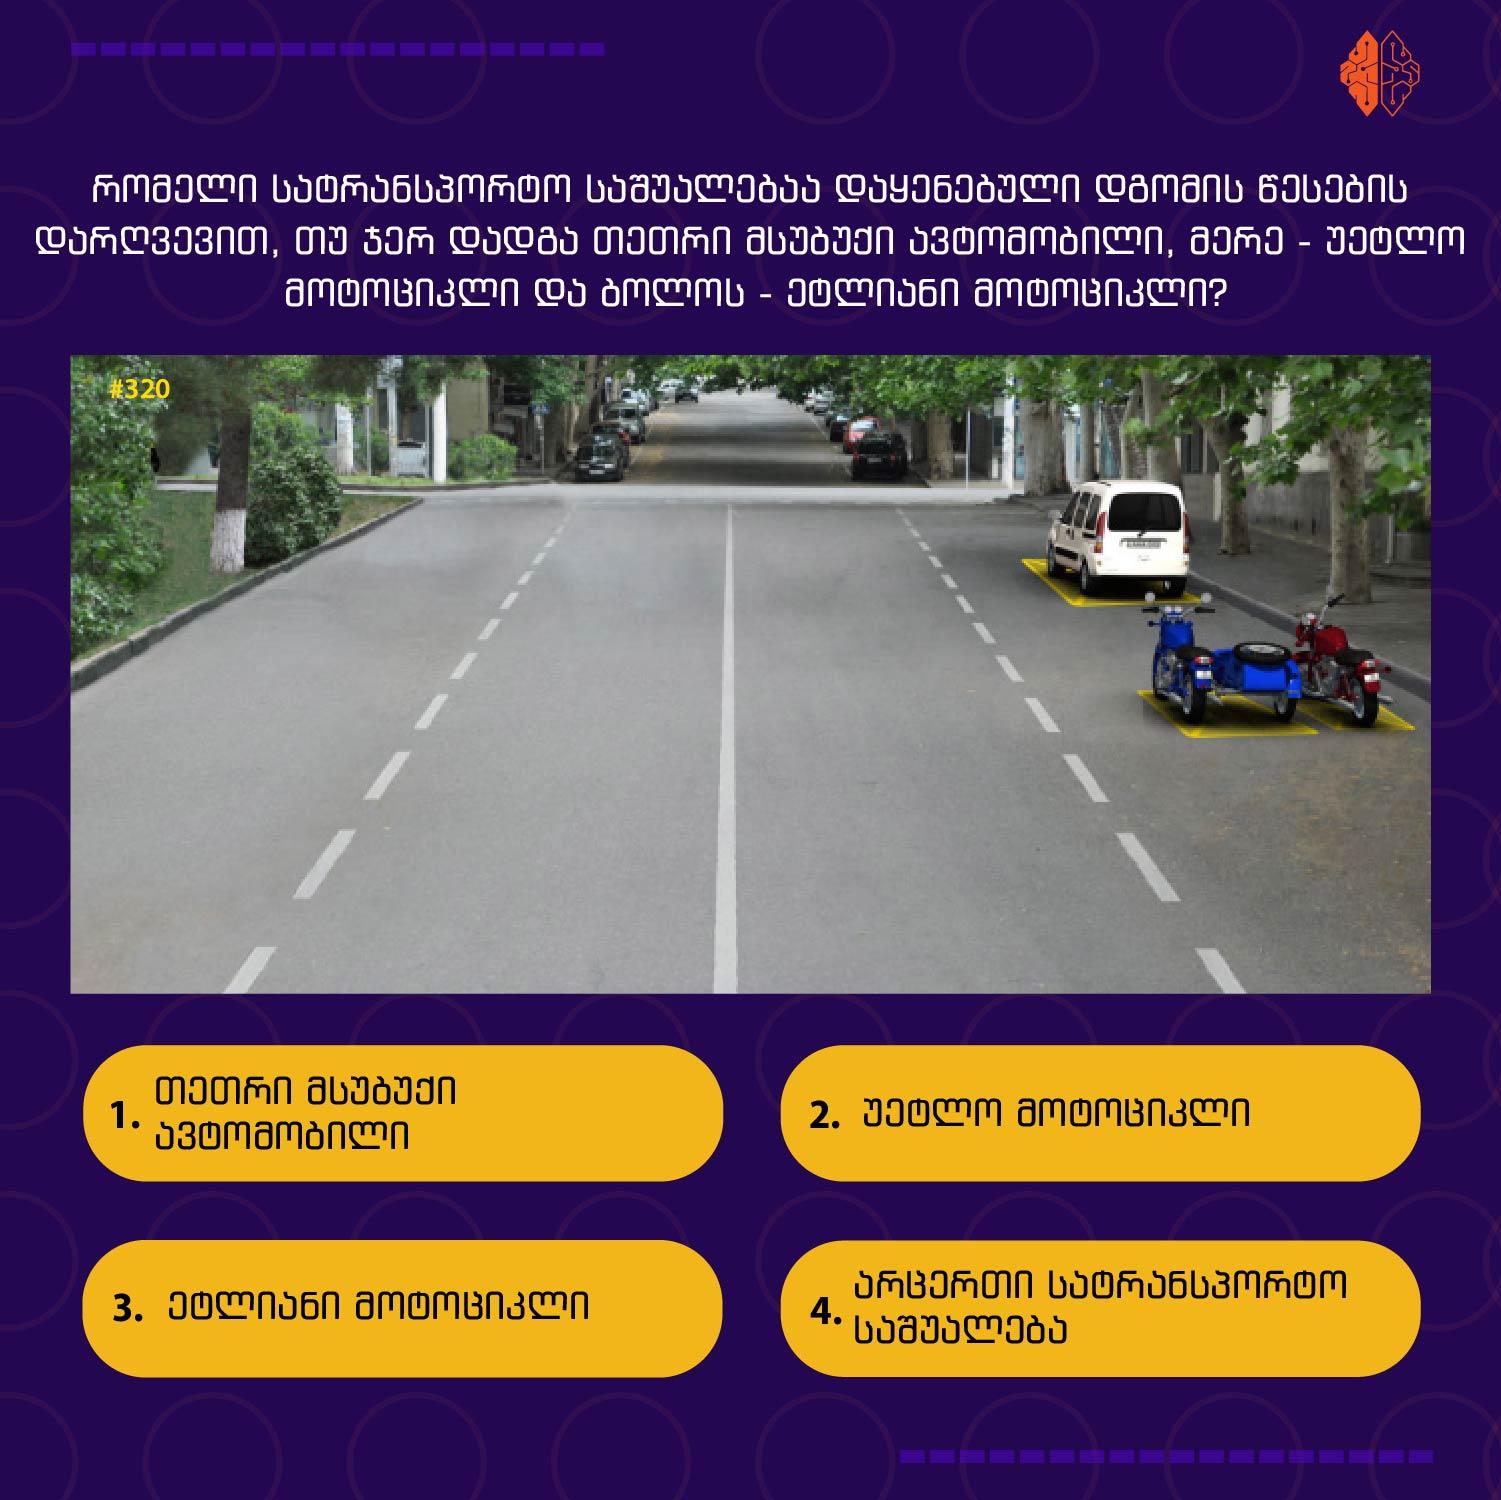 რომელი სატრანსპორტო საშუალებაა დაყენებული დგომის წესების
დარღვევით, თუ ჯერ დადგა თეთრი მსუბუქი ავტომობილი, მერე - უეტლო
მოტოციკლი და ბოლოს - ეტლიანი მოტოციკლი?
#320
1. თეთრი მსუბუქი
ავტომობილი
2. უეტლო მოტოციკლი
3. ეტლიანი მოტოციკლი
4. არცერთი სატრანსპორტო
საშუალება